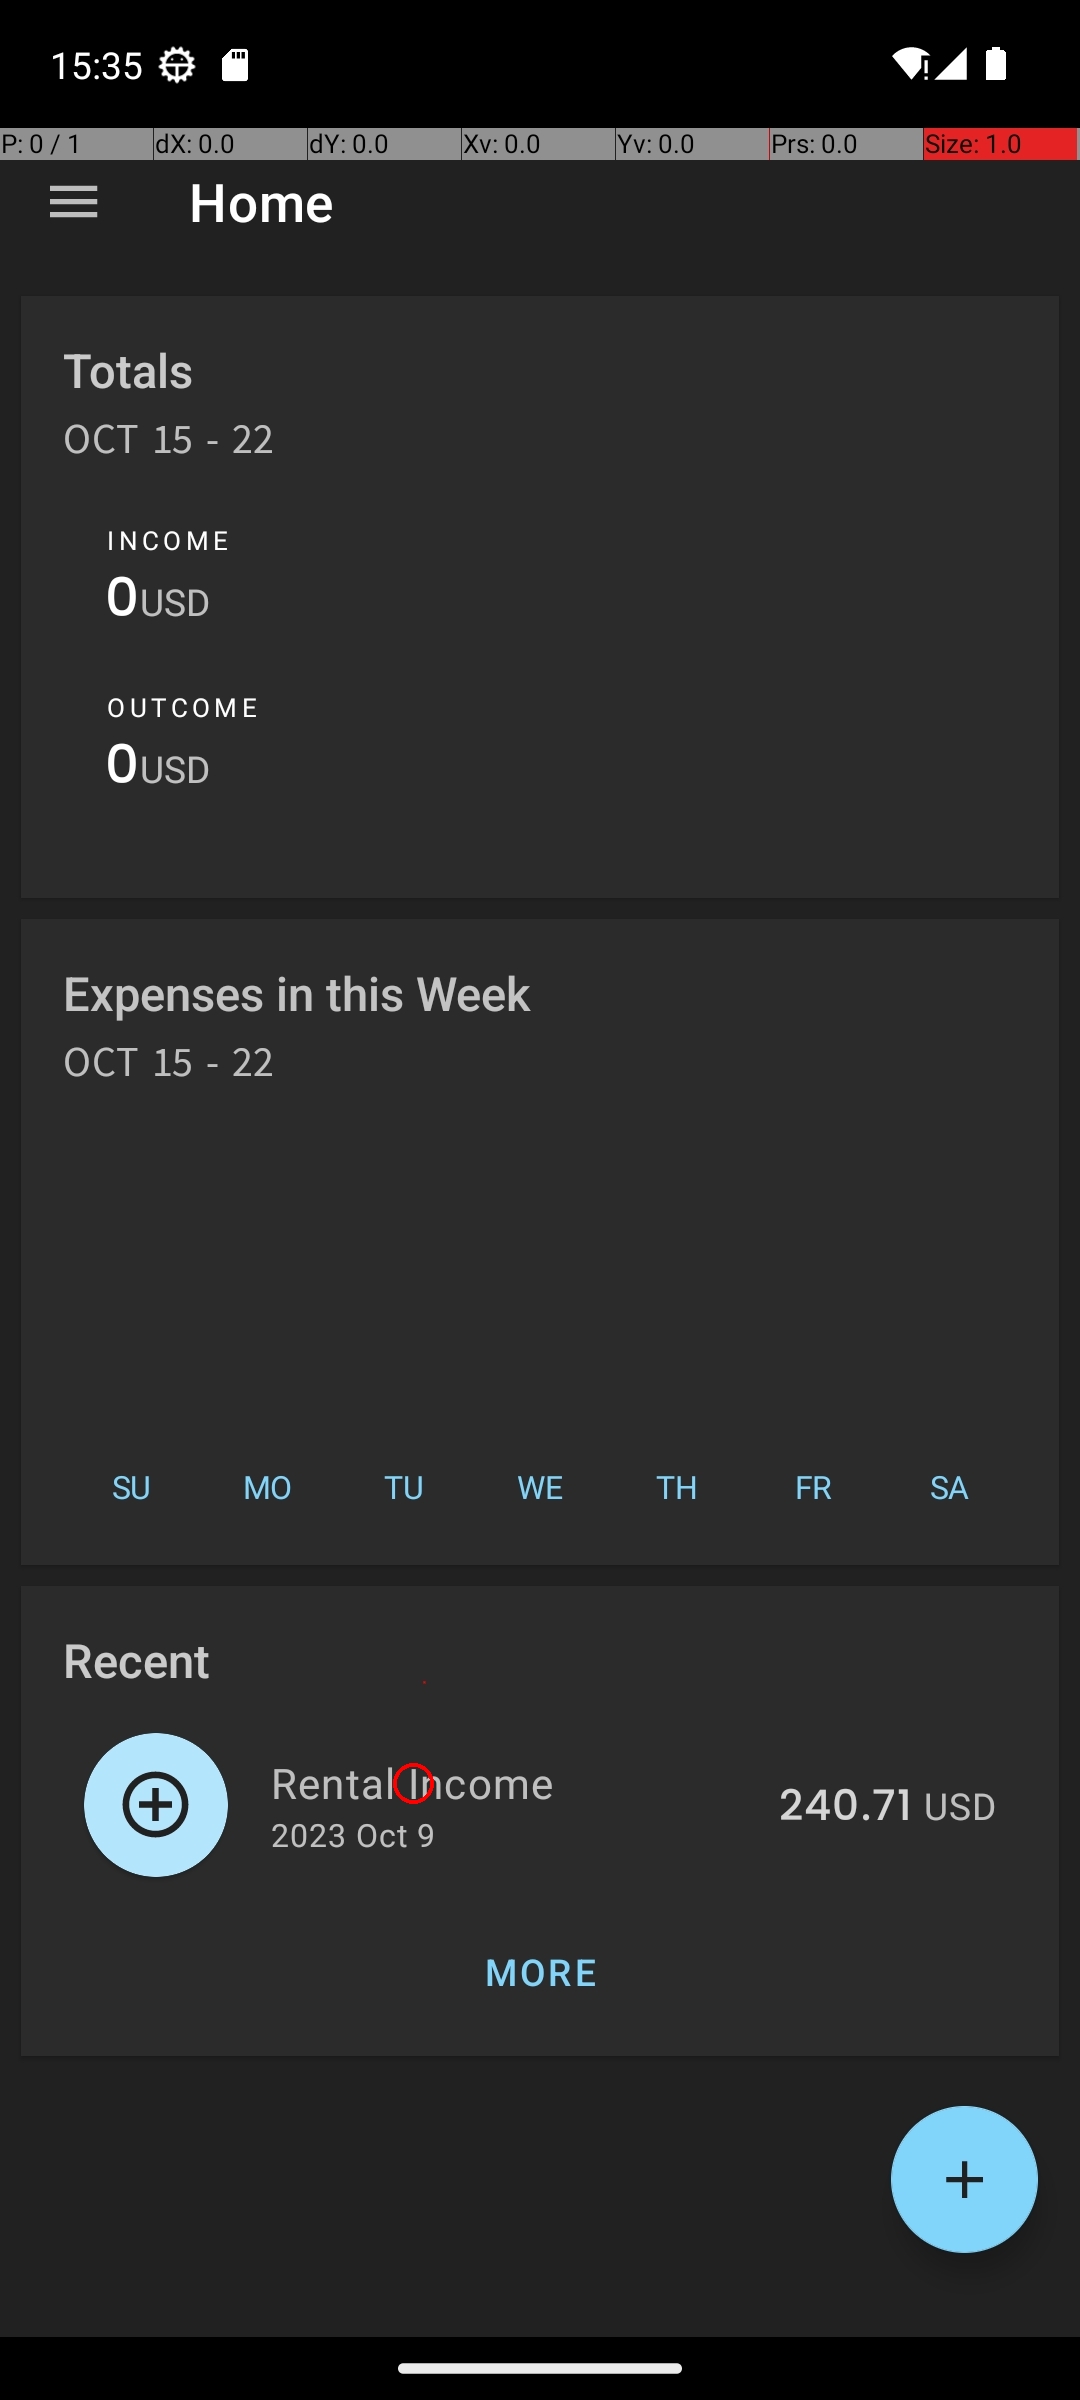 15:35
P: 0 / 1 dX: 0.0 dY: 0.0 Xv: 0.0 Yv: 0.0 Prs: 0.0 Size: 1.0
Home
Totals
OCT 15 - 22
INCOME
0USD
OUTCOME
0USD
Expenses in this Week
OCT 15 - 22
SU MO TU WE TH FR SA
Recent
Rental Income
2023 Oct 9
240.71 USD
MORE